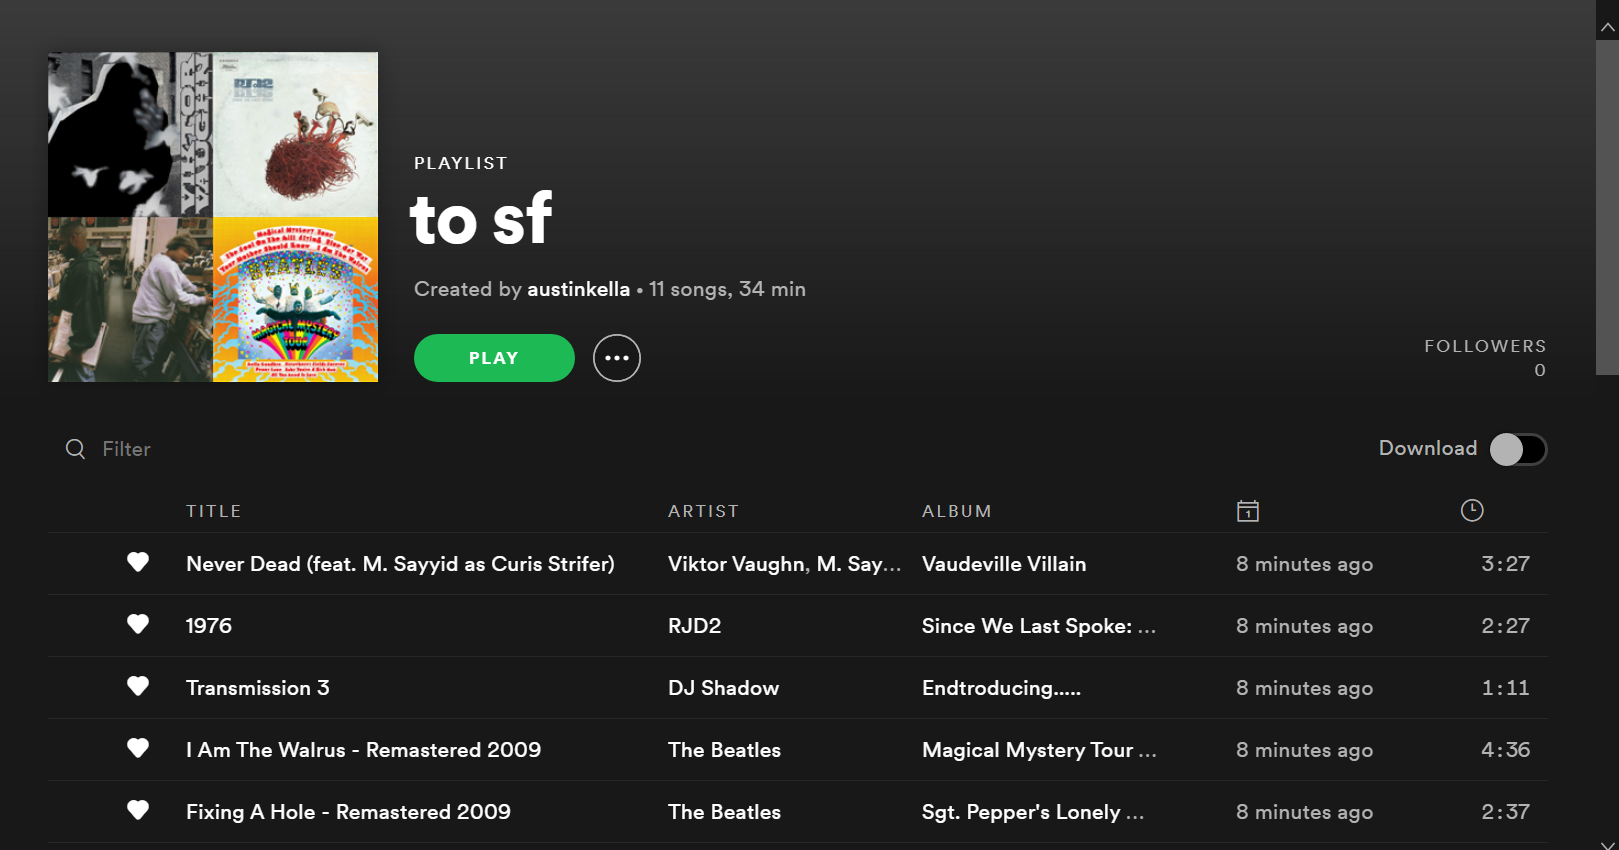 VIKTOR
VAUGHN
RJD2
Magical Mystery Tour
BEATLES
MAGICAL MYSTERY
TOUR
PLAYLIST
to sf
Created by austinkella • 11 songs, 34 min
PLAY
FOLLOWERS
0
Filter
Download
TITLE ARTIST ALBUM 1
Never Dead (feat. M. Sayyid as Curis Strifer) Viktor Vaughn, M. Say... Vaudeville Villain 8 minutes ago 3:27
1976 RJD2 Since We Last Spoke: ... 8 minutes ago 2:27
Transmission 3 DJ Shadow Endtroducing..... 8 minutes ago 1:11
I Am The Walrus - Remastered 2009 The Beatles Magical Mystery Tour ... 8 minutes ago 4:36
Fixing A Hole - Remastered 2009 The Beatles Sgt. Pepper's Lonely ... 8 minutes ago 2:37